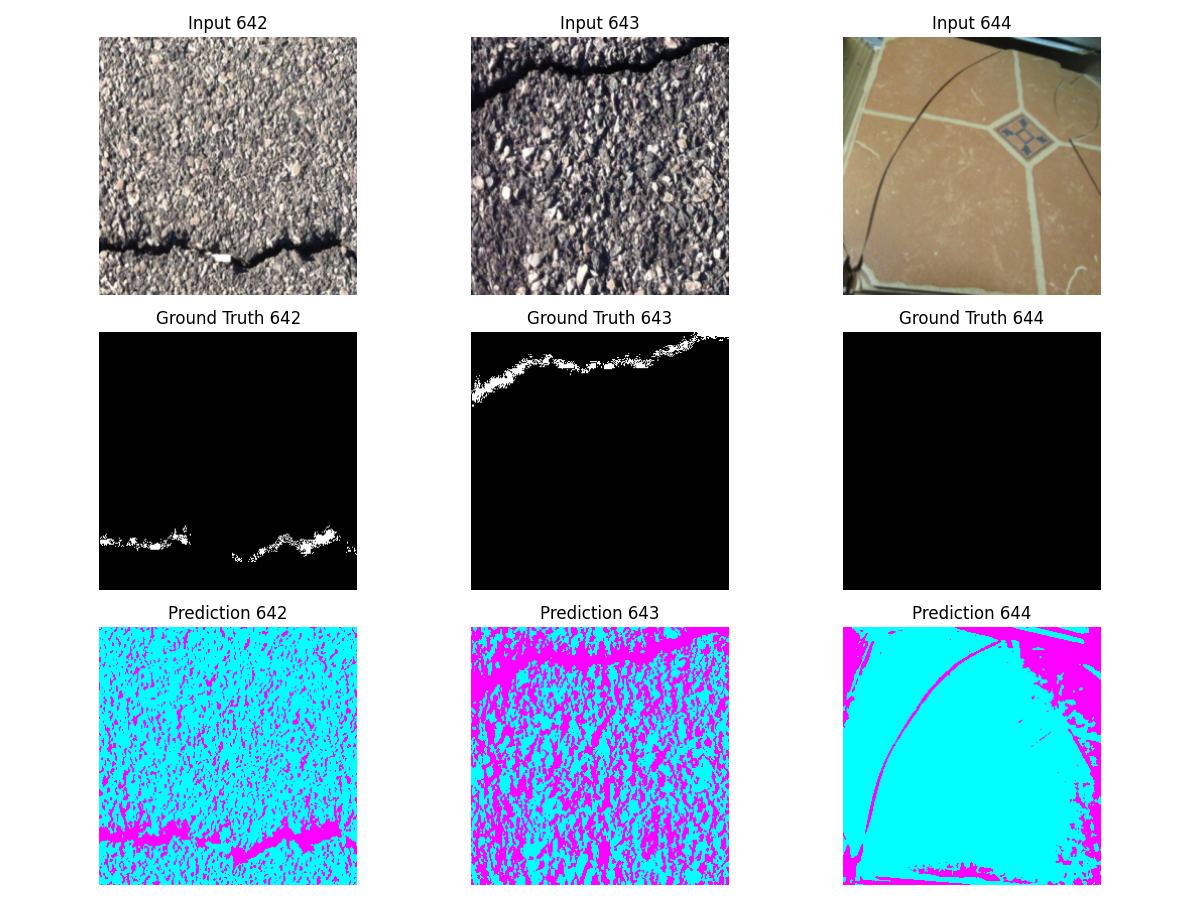 Input 642
Input 643
Input 644
Ground Truth 642
Ground Truth 643
Ground Truth 644
Prediction 642
Prediction 643
Prediction 644